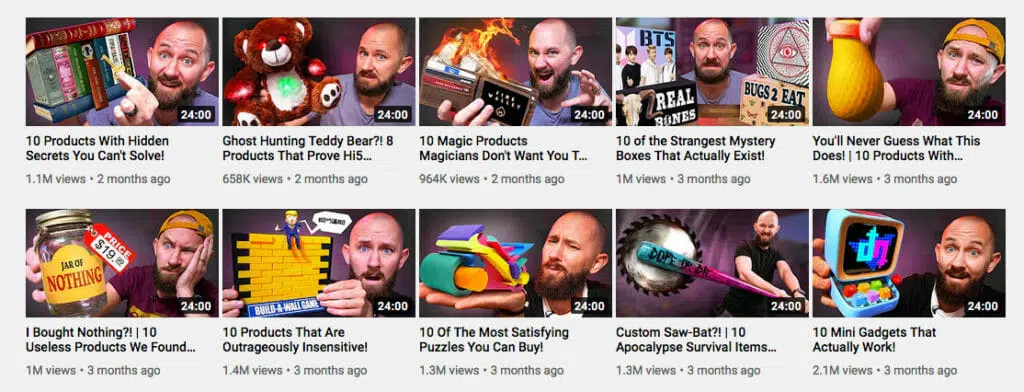 24:00
10 Products With Hidden
Secrets You Can't Solve!
1.1M views • 2 months ago
24:00
Ghost Hunting Teddy Bear?! 8
Products That Prove Hi5...
658K views • 2 months ago
24:00
10 Magic Products
Magicians Don't Want You T...
964K views • 2 months ago
BTS
REAL
BONES
BUGS 2 EAT
24:00
10 of the Strangest Mystery
Boxes That Actually Exist!
1M views • 3 months ago
24:00
You'll Never Guess What This
Does! | 10 Products With...
1.6M views • 3 months ago
PRICE
$19.
JAR OF
NOTHING
24:00
I Bought Nothing?! | 10
Useless Products We Found...
1M views • 3 months ago
BUILD-A-WALL GAME
24:00
10 Products That Are
Outrageously Insensitive!
1.4M views • 3 months ago
24:00
10 Of The Most Satisfying
Puzzles You Can Buy!
1.3M views • 3 months ago
DOPE OR DIE
24:00
Custom Saw-Bat?! | 10
Apocalypse Survival Items...
1.3M views • 3 months ago
24:00
10 Mini Gadgets That
Actually Work!
2.1M views • 3 months ago